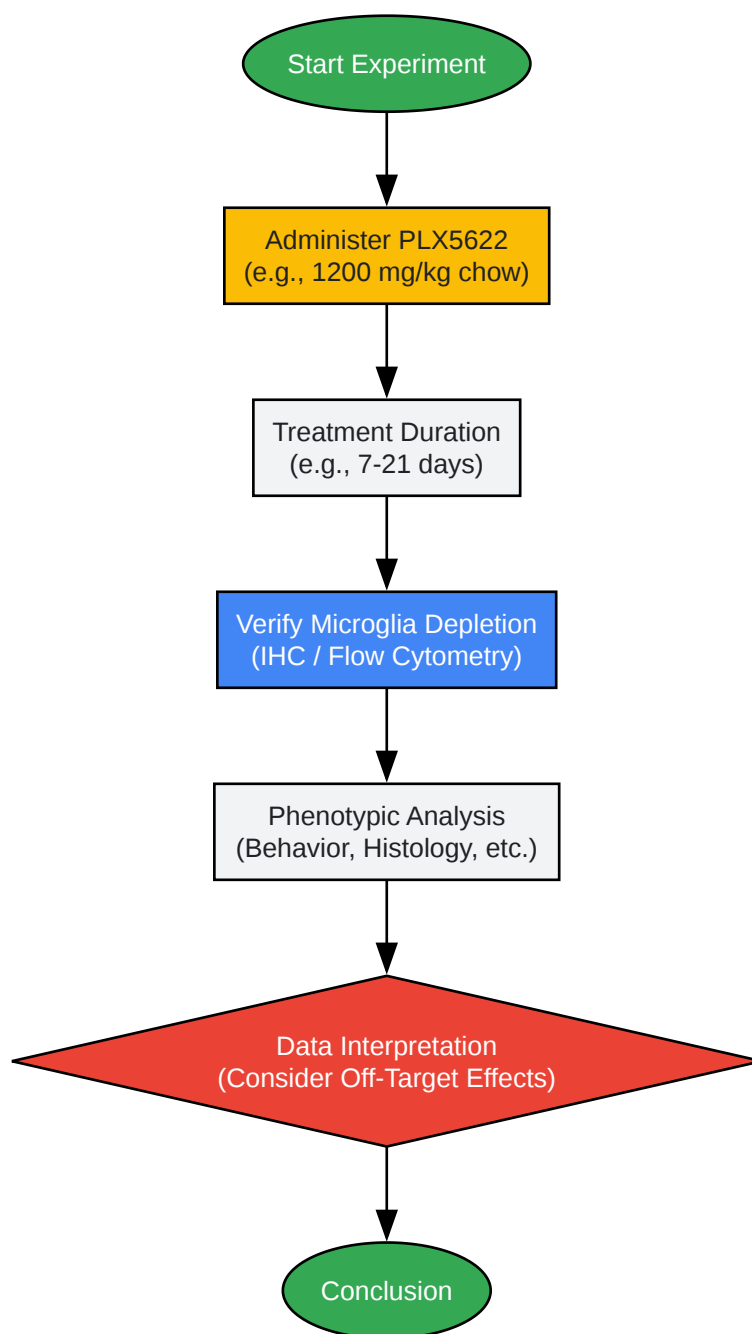 Start Experiment
Administer PLX5622
(e.g., 1200 mg/kg chow)
Treatment Duration
(e.g., 7-21 days)
Verify Microglia Depletion
(IHC / Flow Cytometry)
Phenotypic Analysis
(Behavior, Histology, etc.)
Data Interpretation
(Consider Off-Target Effects)
Conclusion